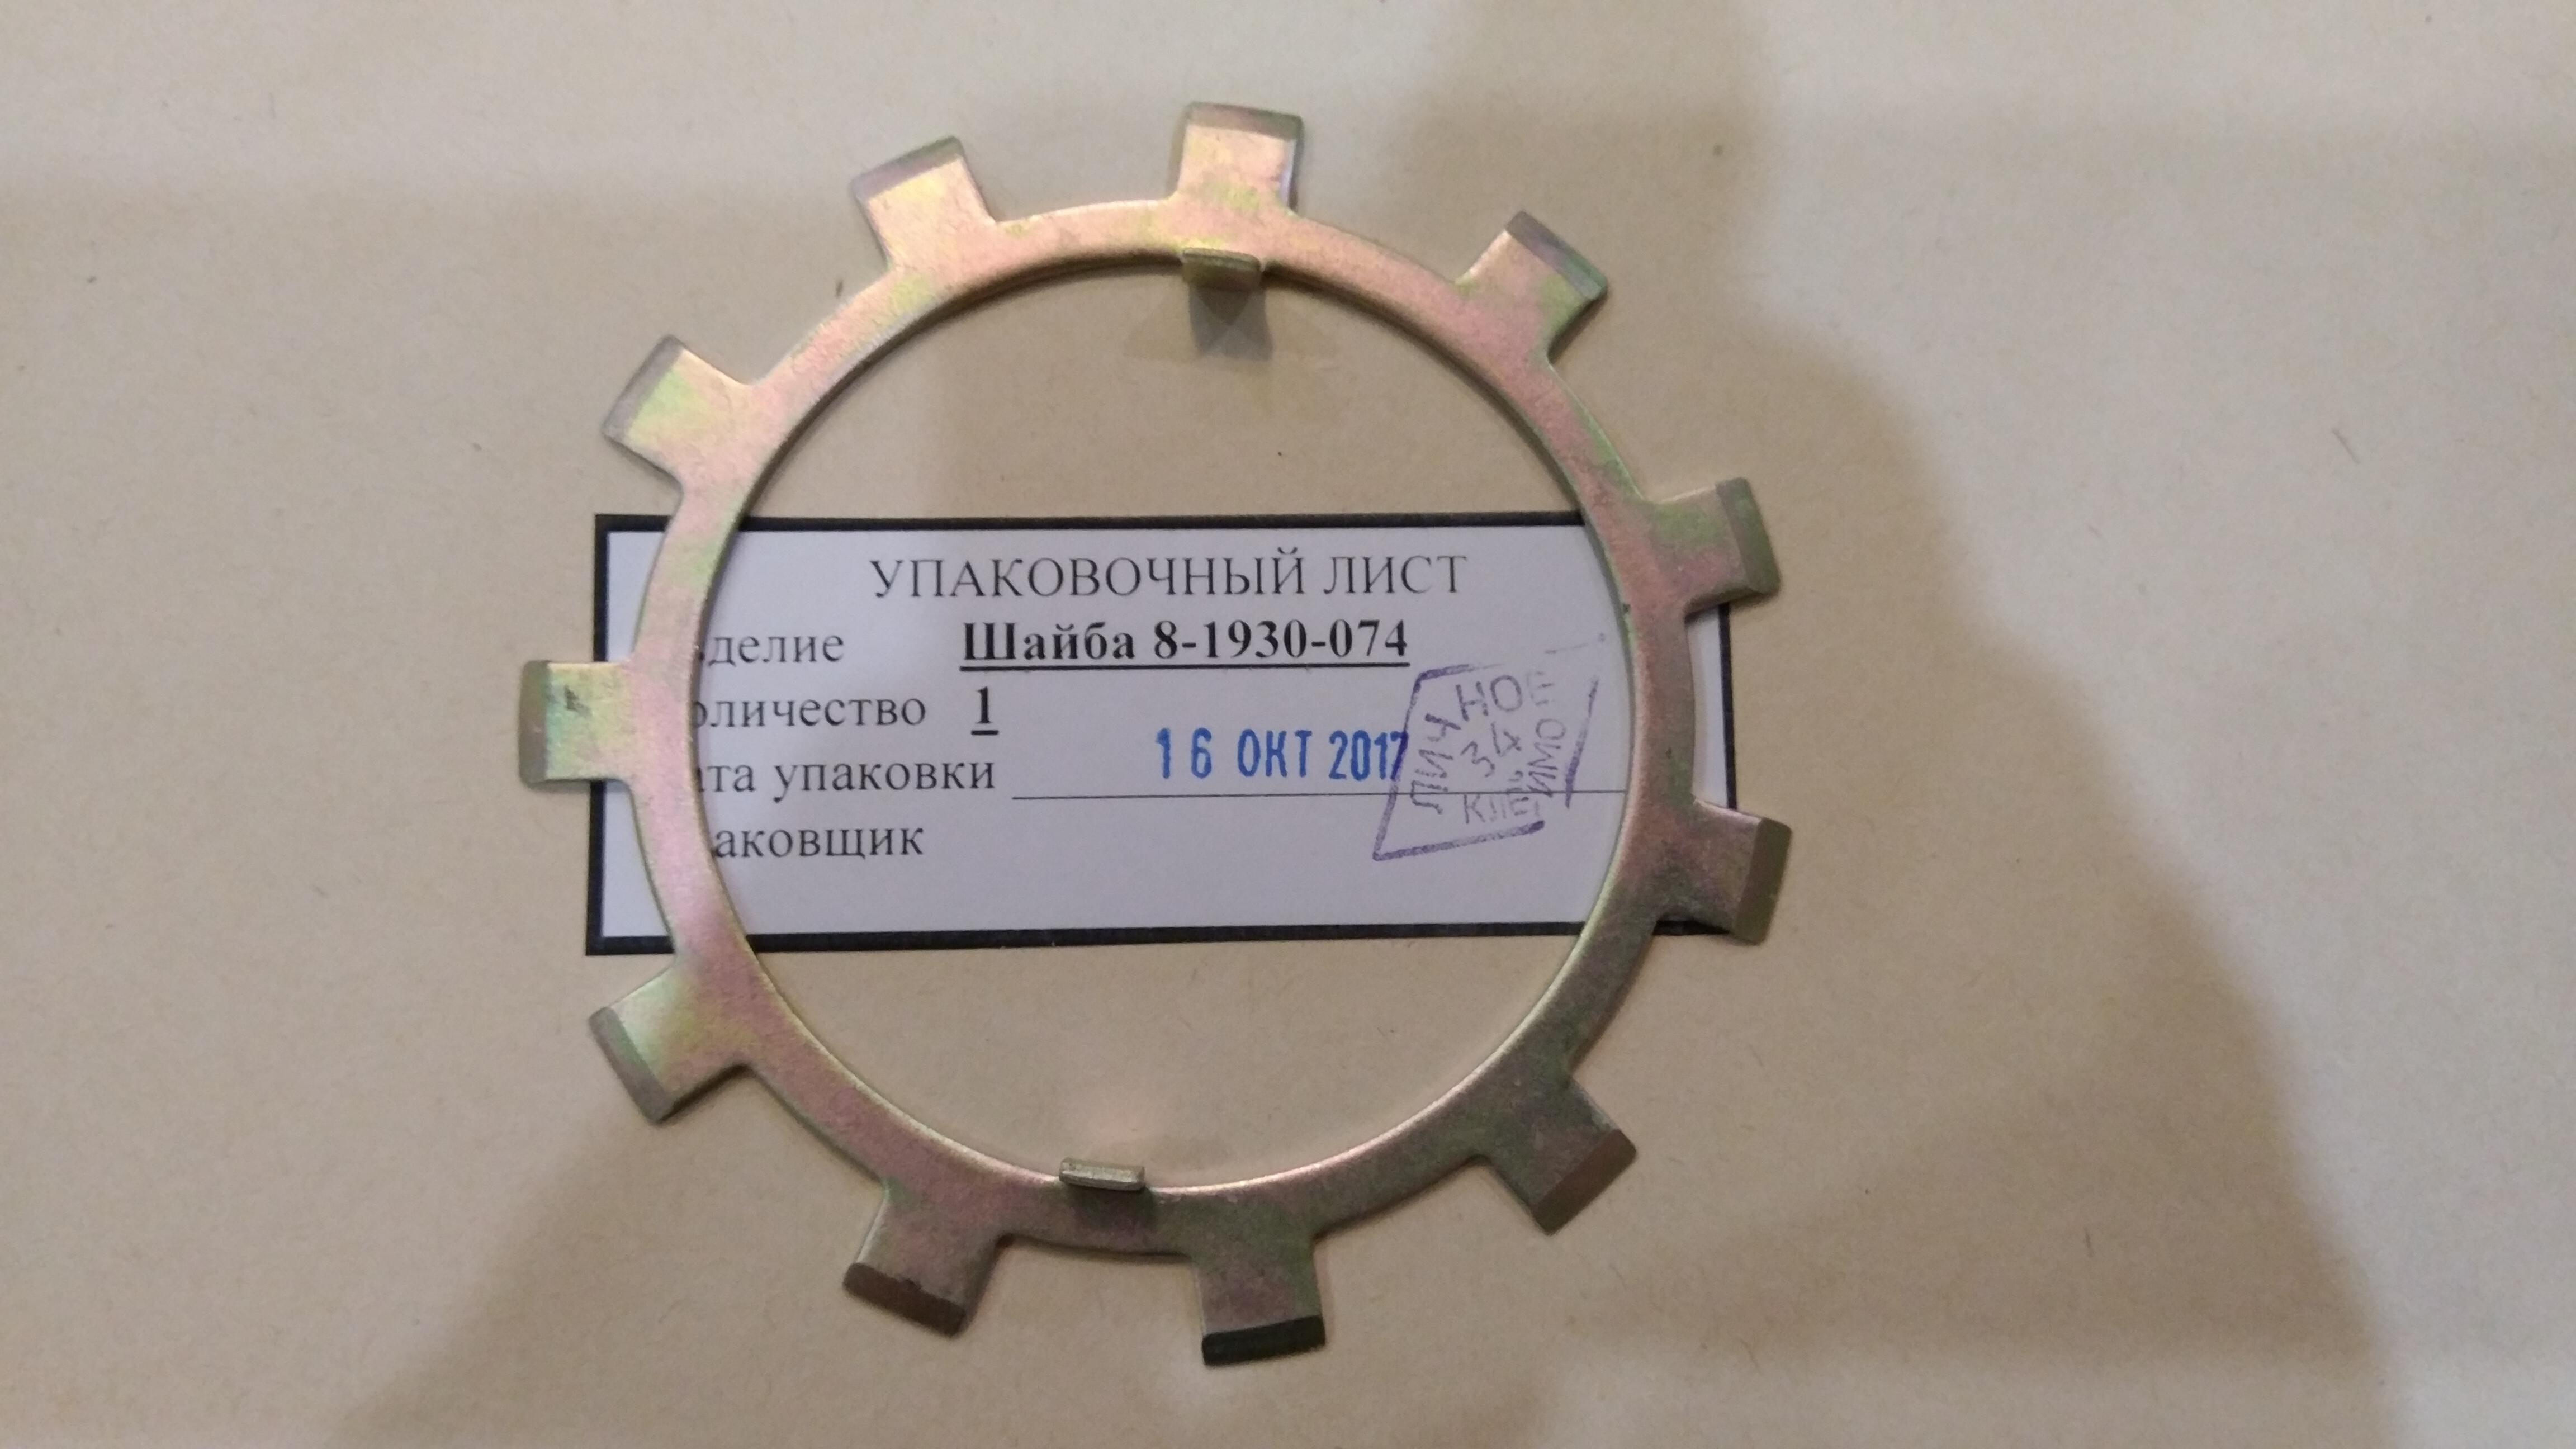 УПАКОВОЧНЫЙ ЛИСТ
делие Шайба 8-1930-074
оличество 1
ата упаковки 16 ОКТ 2017
аковщик
ЛИЧНОЕ
34
КЛЕЙМО